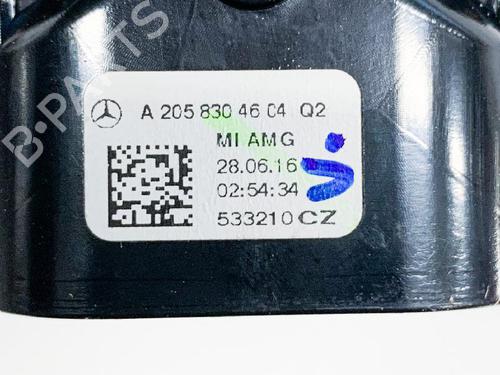 B·PARTS
A 205 830 46 04 Q2
MI AMG
28.06.16
02:54:34
533210 CZ